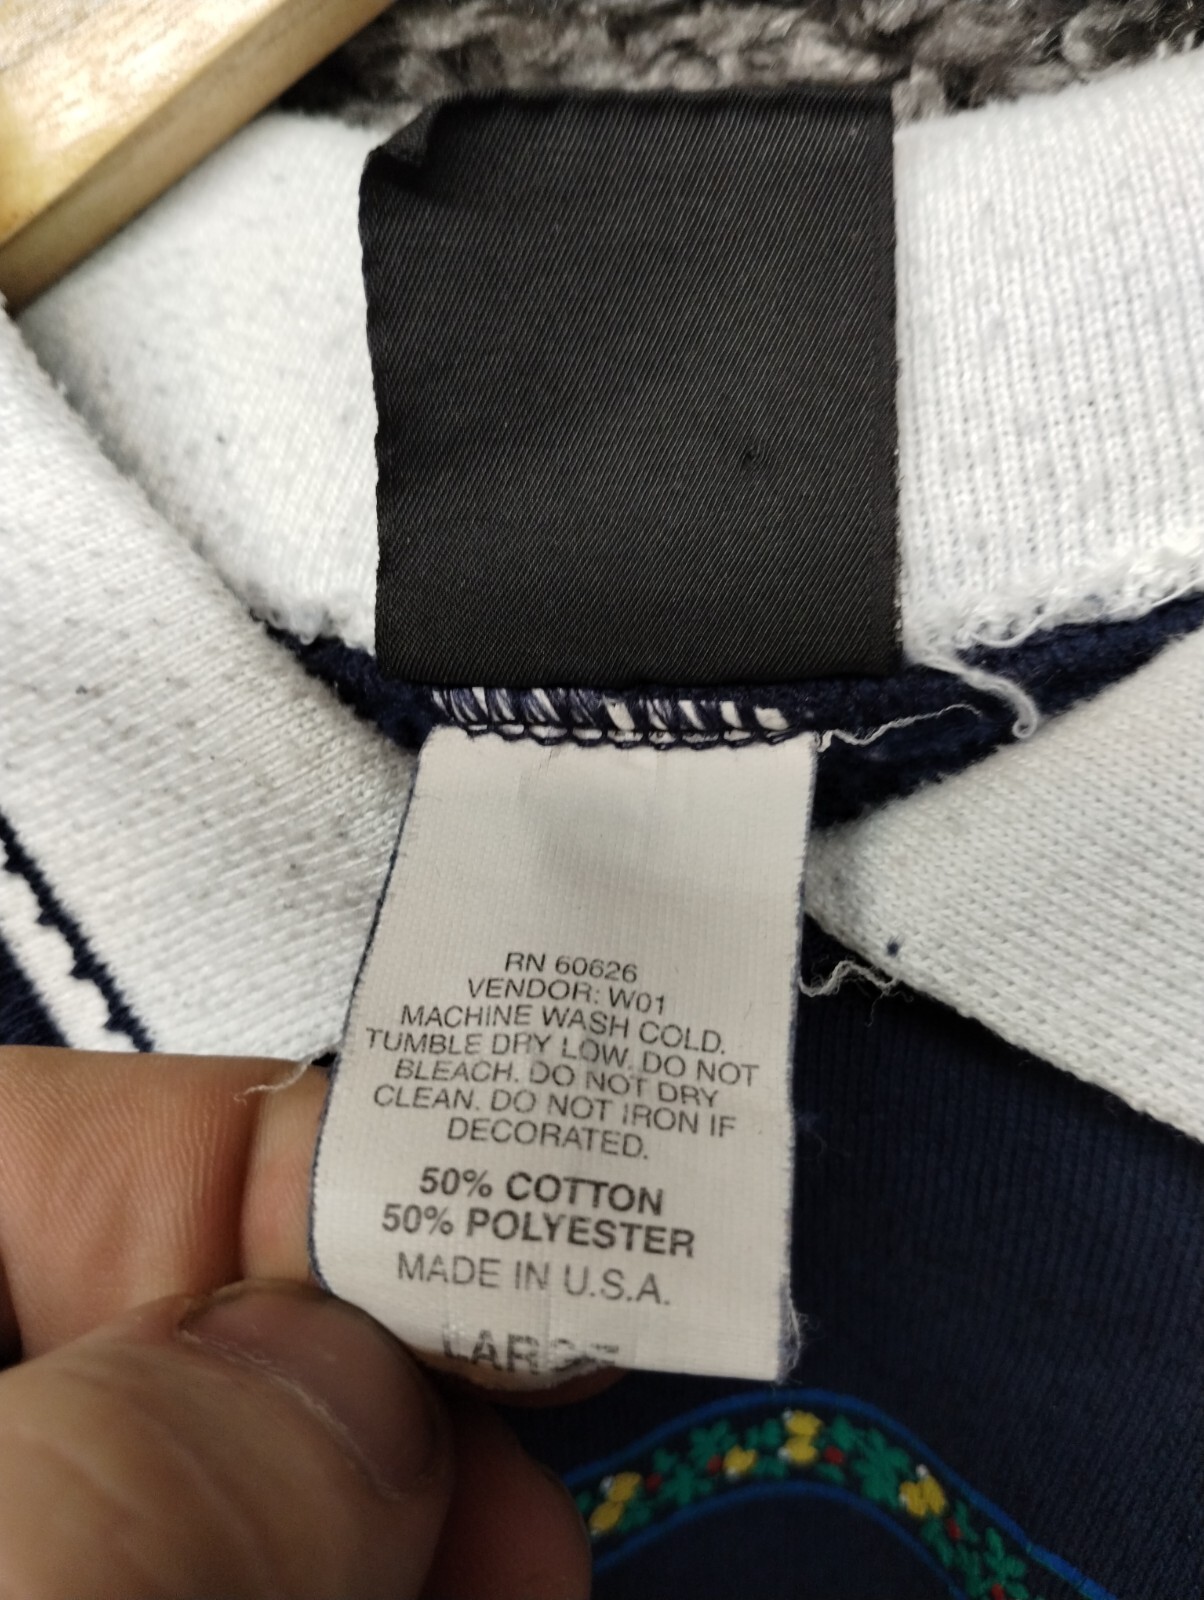 RN 60626
VENDOR: W01
MACHINE WASH COLD.
TUMBLE DRY LOW. DO NOT
BLEACH. DO NOT DRY
CLEAN. DO NOT IRON IF
DECORATED.
50% COTTON
50% POLYESTER
MADE IN U.S.A.
LARGE